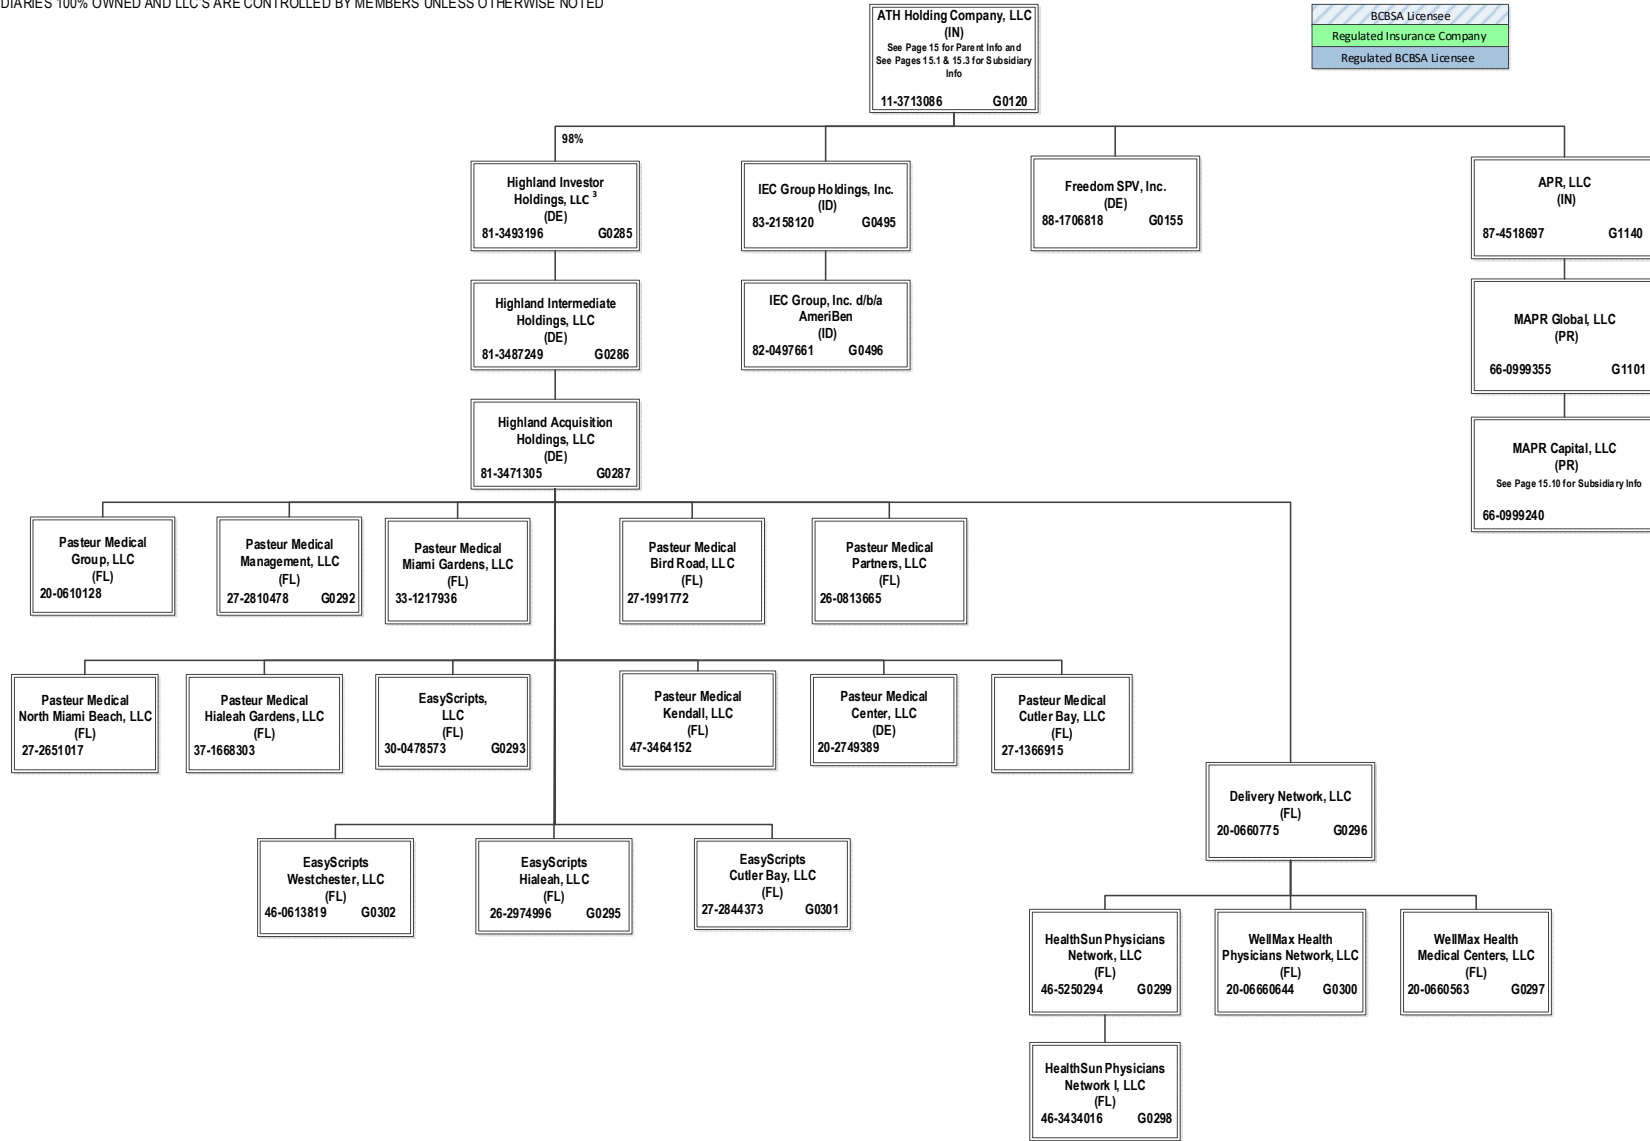 DIARIES 100% OWNED AND LLC'S ARE CONTROLLED BY MEMBERS UNLESS OTHERWISE NOTED
ATH Holding Company, LLC
(IN)
See Page 15 for Parent Info and
See Pages 15.1 & 15.3 for Subsidiary
Info
11-3713086 G0120
BCBSA Licensee
Regulated Insurance Company
Regulated BCBSA Licensee
98%
Highland Investor
Holdings, LLC ³
(DE)
81-3493196 G0285
IEC Group Holdings, Inc.
(ID)
83-2158120 G0495
Freedom SPV, Inc.
(DE)
88-1706818 G0155
APR, LLC
(IN)
87-4518697 G1140
Highland Intermediate
Holdings, LLC
(DE)
81-3487249 G0286
IEC Group, Inc. d/b/a
AmeriBen
(ID)
82-0497661 G0496
MAPR Global, LLC
(PR)
66-0999355 G1101
Highland Acquisition
Holdings, LLC
(DE)
81-3471305 G0287
MAPR Capital, LLC
(PR)
See Page 15.10 for Subsidiary Info
66-0999240
Pasteur Medical
Group, LLC
(FL)
20-0610128
Pasteur Medical
Management, LLC
(FL)
27-2810478 G0292
Pasteur Medical
Miami Gardens, LLC
(FL)
33-1217936
Pasteur Medical
Bird Road, LLC
(FL)
27-1991772
Pasteur Medical
Partners, LLC
(FL)
26-0813665
Pasteur Medical
North Miami Beach, LLC
(FL)
27-2651017
Pasteur Medical
Hialeah Gardens, LLC
(FL)
37-1668303
EasyScripts,
LLC
(FL)
30-0478573 G0293
Pasteur Medical
Kendall, LLC
(FL)
47-3464152
Pasteur Medical
Center, LLC
(DE)
20-2749389
Pasteur Medical
Cutler Bay, LLC
(FL)
27-1366915
Delivery Network, LLC
(FL)
20-0660775 G0296
EasyScripts
Westchester, LLC
(FL)
46-0613819 G0302
EasyScripts
Hialeah, LLC
(FL)
26-2974996 G0295
EasyScripts
Cutler Bay, LLC
(FL)
27-2844373 G0301
HealthSun Physicians
Network, LLC
(FL)
46-5250294 G0299
WellMax Health
Physicians Network, LLC
(FL)
20-06660644 G0300
WellMax Health
Medical Centers, LLC
(FL)
20-0660563 G0297
HealthSun Physicians
Network I, LLC
(FL)
46-3434016 G0298